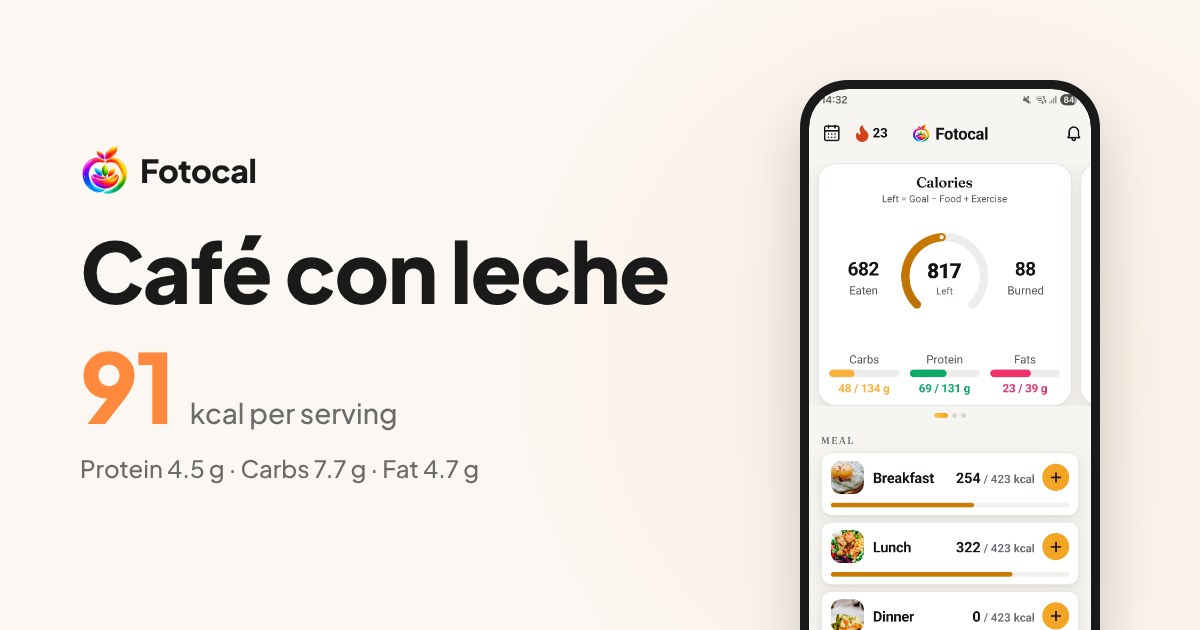 Fotocal
Café con leche
91 kcal per serving
Protein 4.5 g · Carbs 7.7 g · Fat 4.7 g
14:32
84
23
Fotocal
Calories
Left = Goal − Food + Exercise
682
Eaten
817
Left
88
Burned
Carbs
48 / 134 g
Protein
69 / 131 g
Fats
23 / 39 g
MEAL
Breakfast 254 / 423 kcal +
Lunch 322 / 423 kcal +
Dinner 0 / 423 kcal +